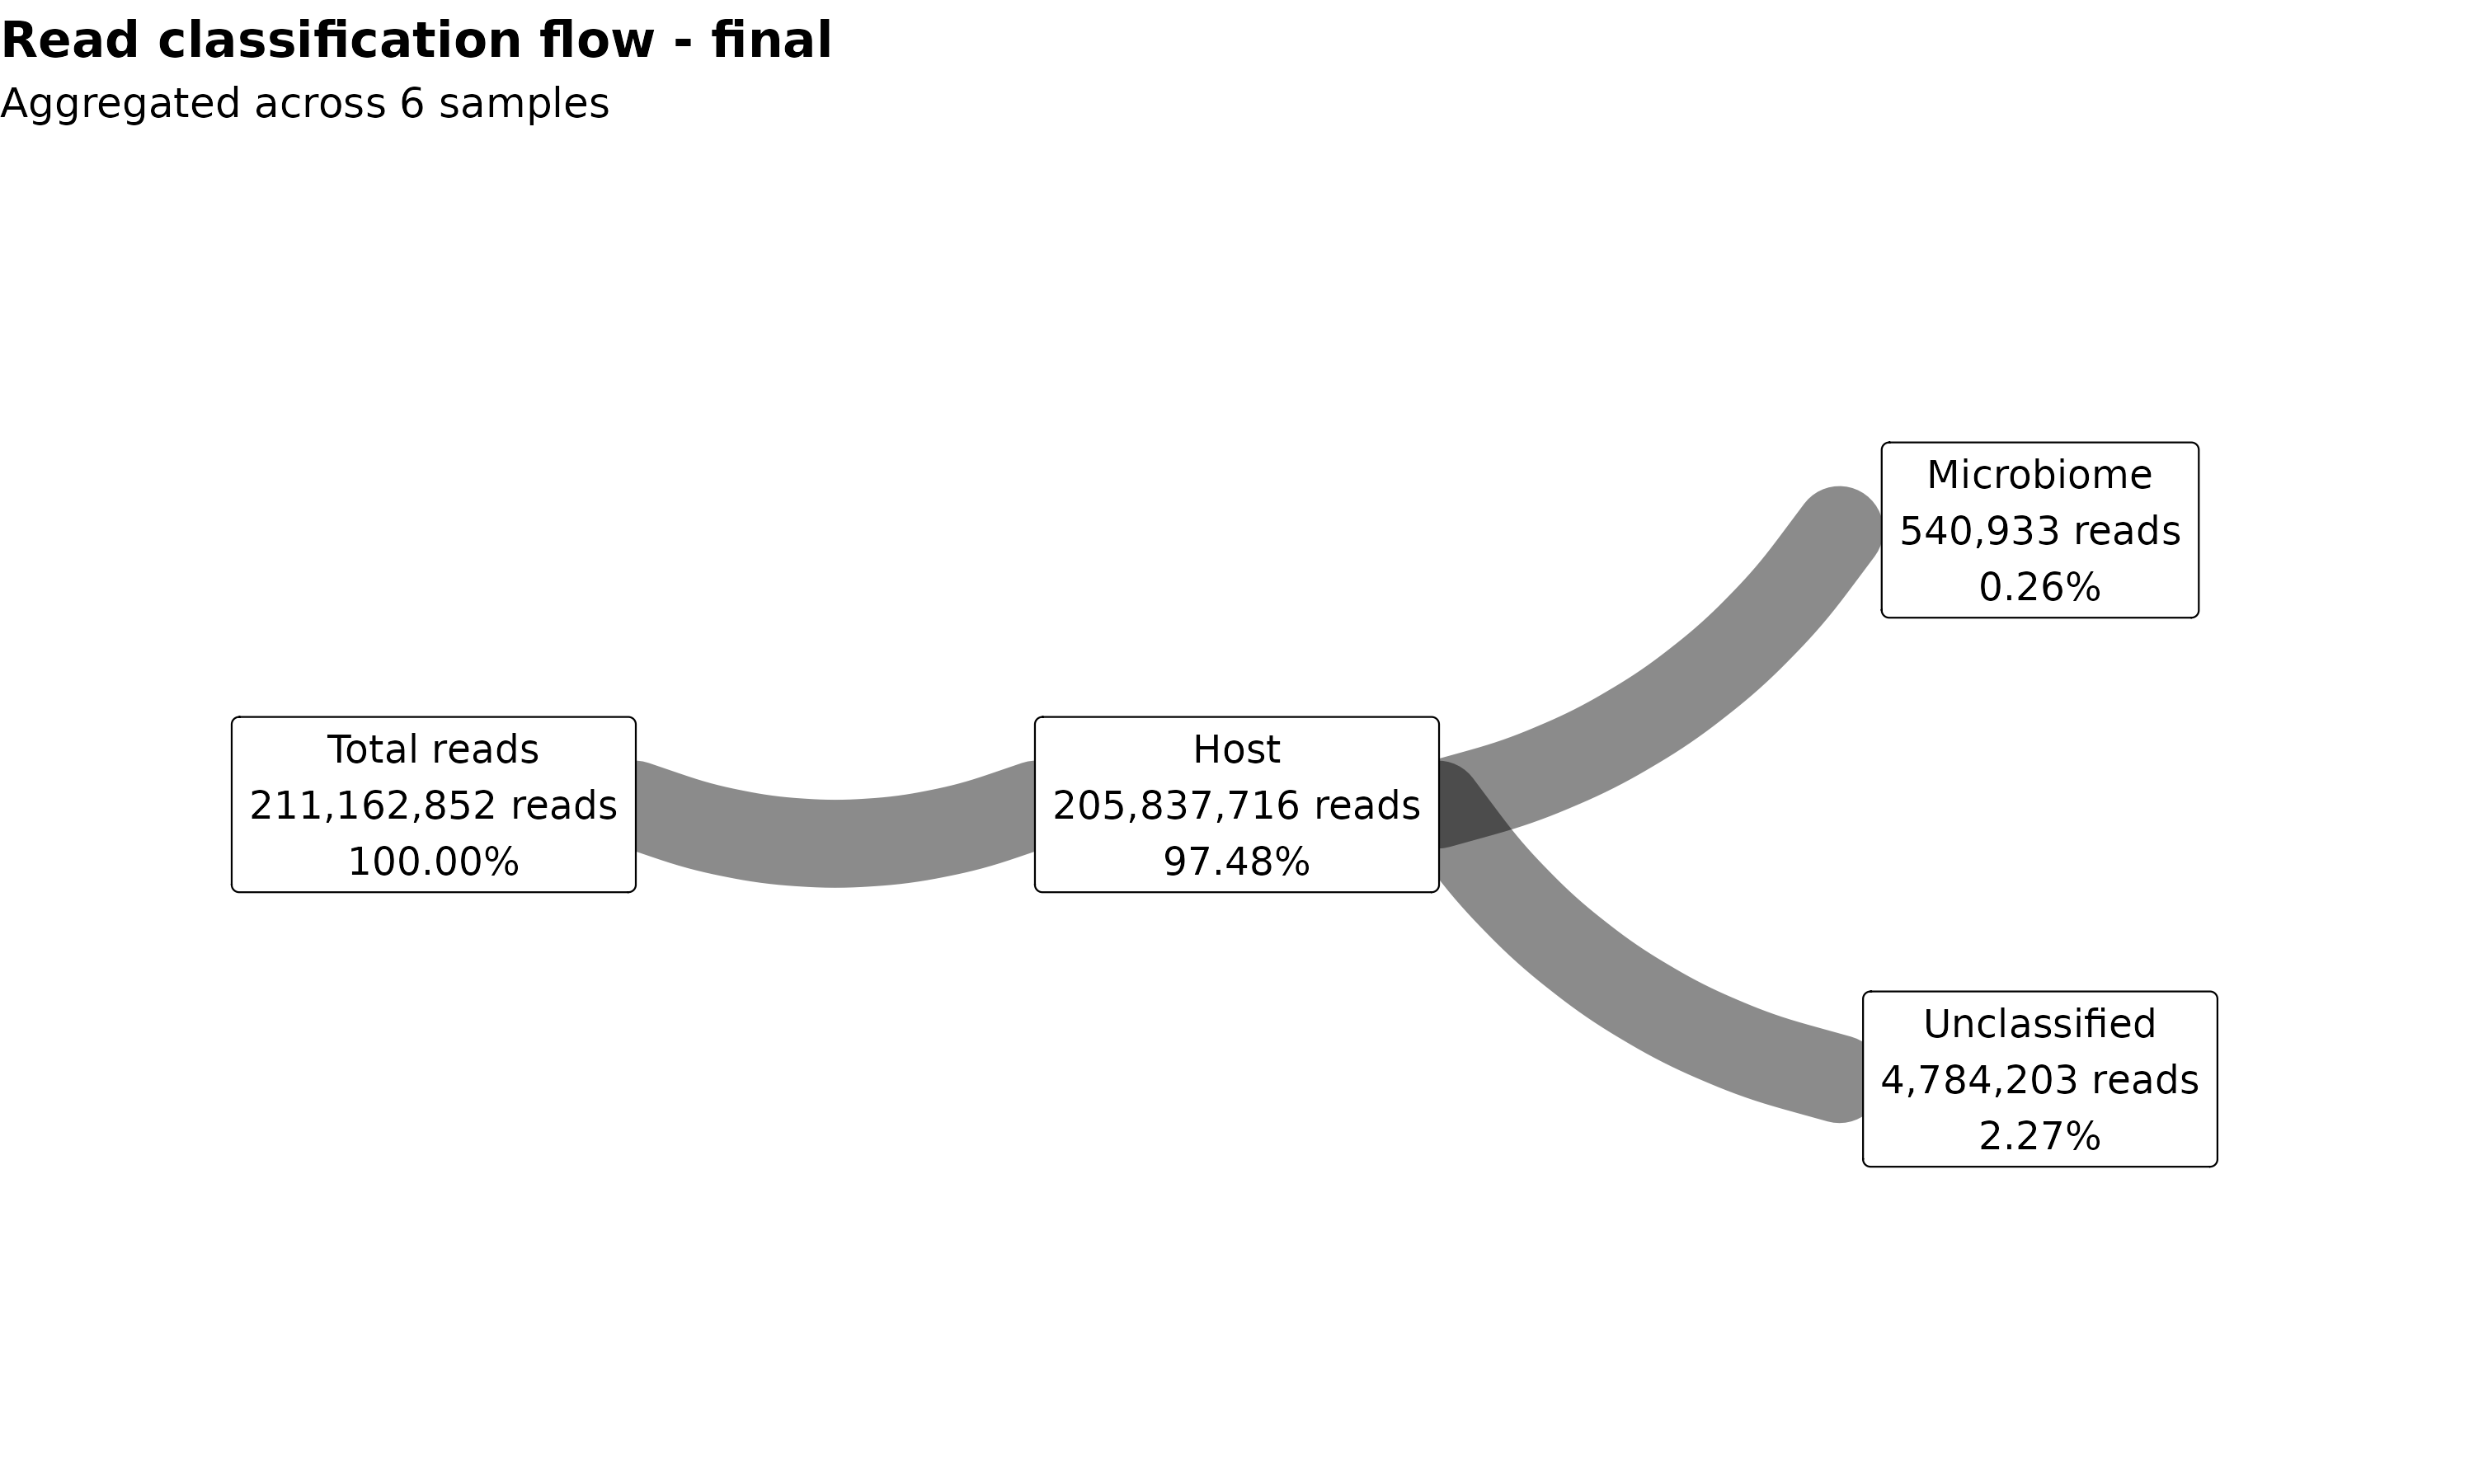 Read classification flow - final
Aggregated across 6 samples
Total reads
211,162,852 reads
100.00%
Host
205,837,716 reads
97.48%
Microbiome
540,933 reads
0.26%
Unclassified
4,784,203 reads
2.27%